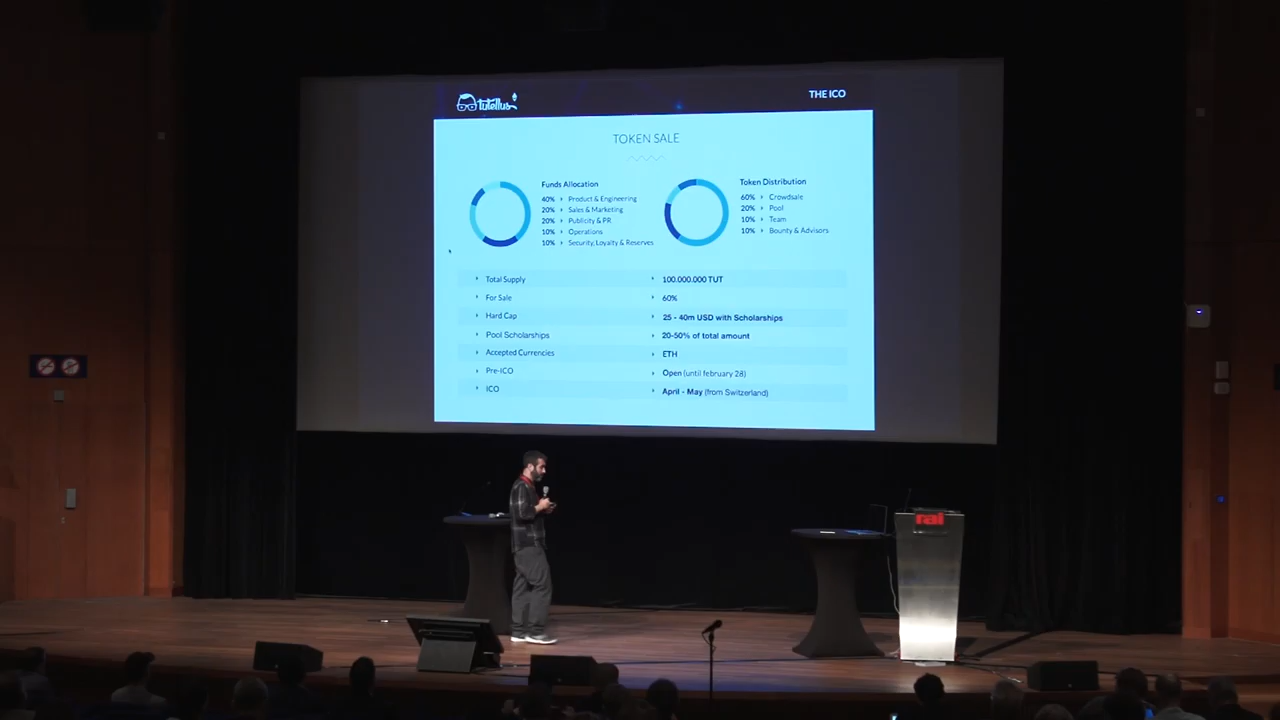 tutellus
THE ICO
TOKEN SALE
Funds Allocation
40% Product & Engineering
20% Sales & Marketing
20% Publicity & PR
10% Operations
10% Security, Loyalty & Reserves
Token Distribution
60% Crowdsale
20% Pool
10% Team
10% Bounty & Advisors
Total Supply 100.000.000 TUT
For Sale 60%
Hard Cap 25 - 40m USD with Scholarships
Pool Scholarships 20-50% of total amount
Accepted Currencies ETH
Pre-ICO Open (until february 28)
ICO April - May (from Switzerland)
rai